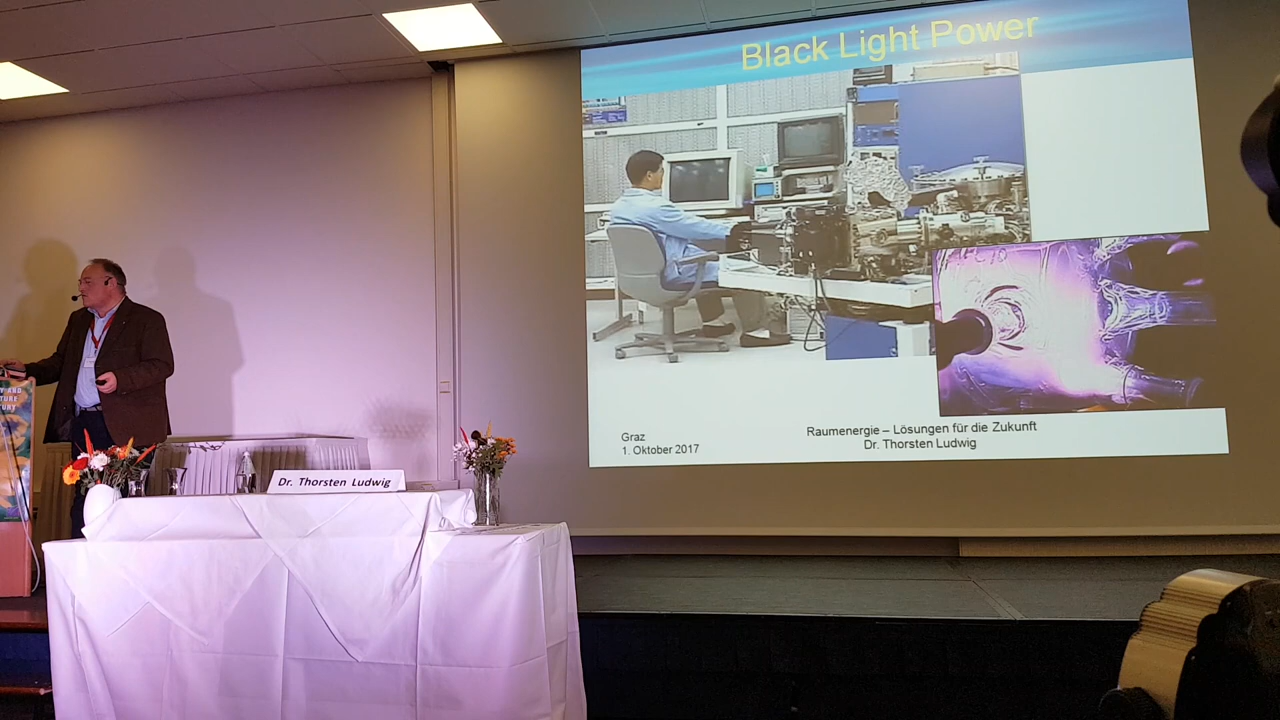 Black Light Power
Graz
1. Oktober 2017
Raumenergie – Lösungen für die Zukunft
Dr. Thorsten Ludwig
Dr. Thorsten Ludwig